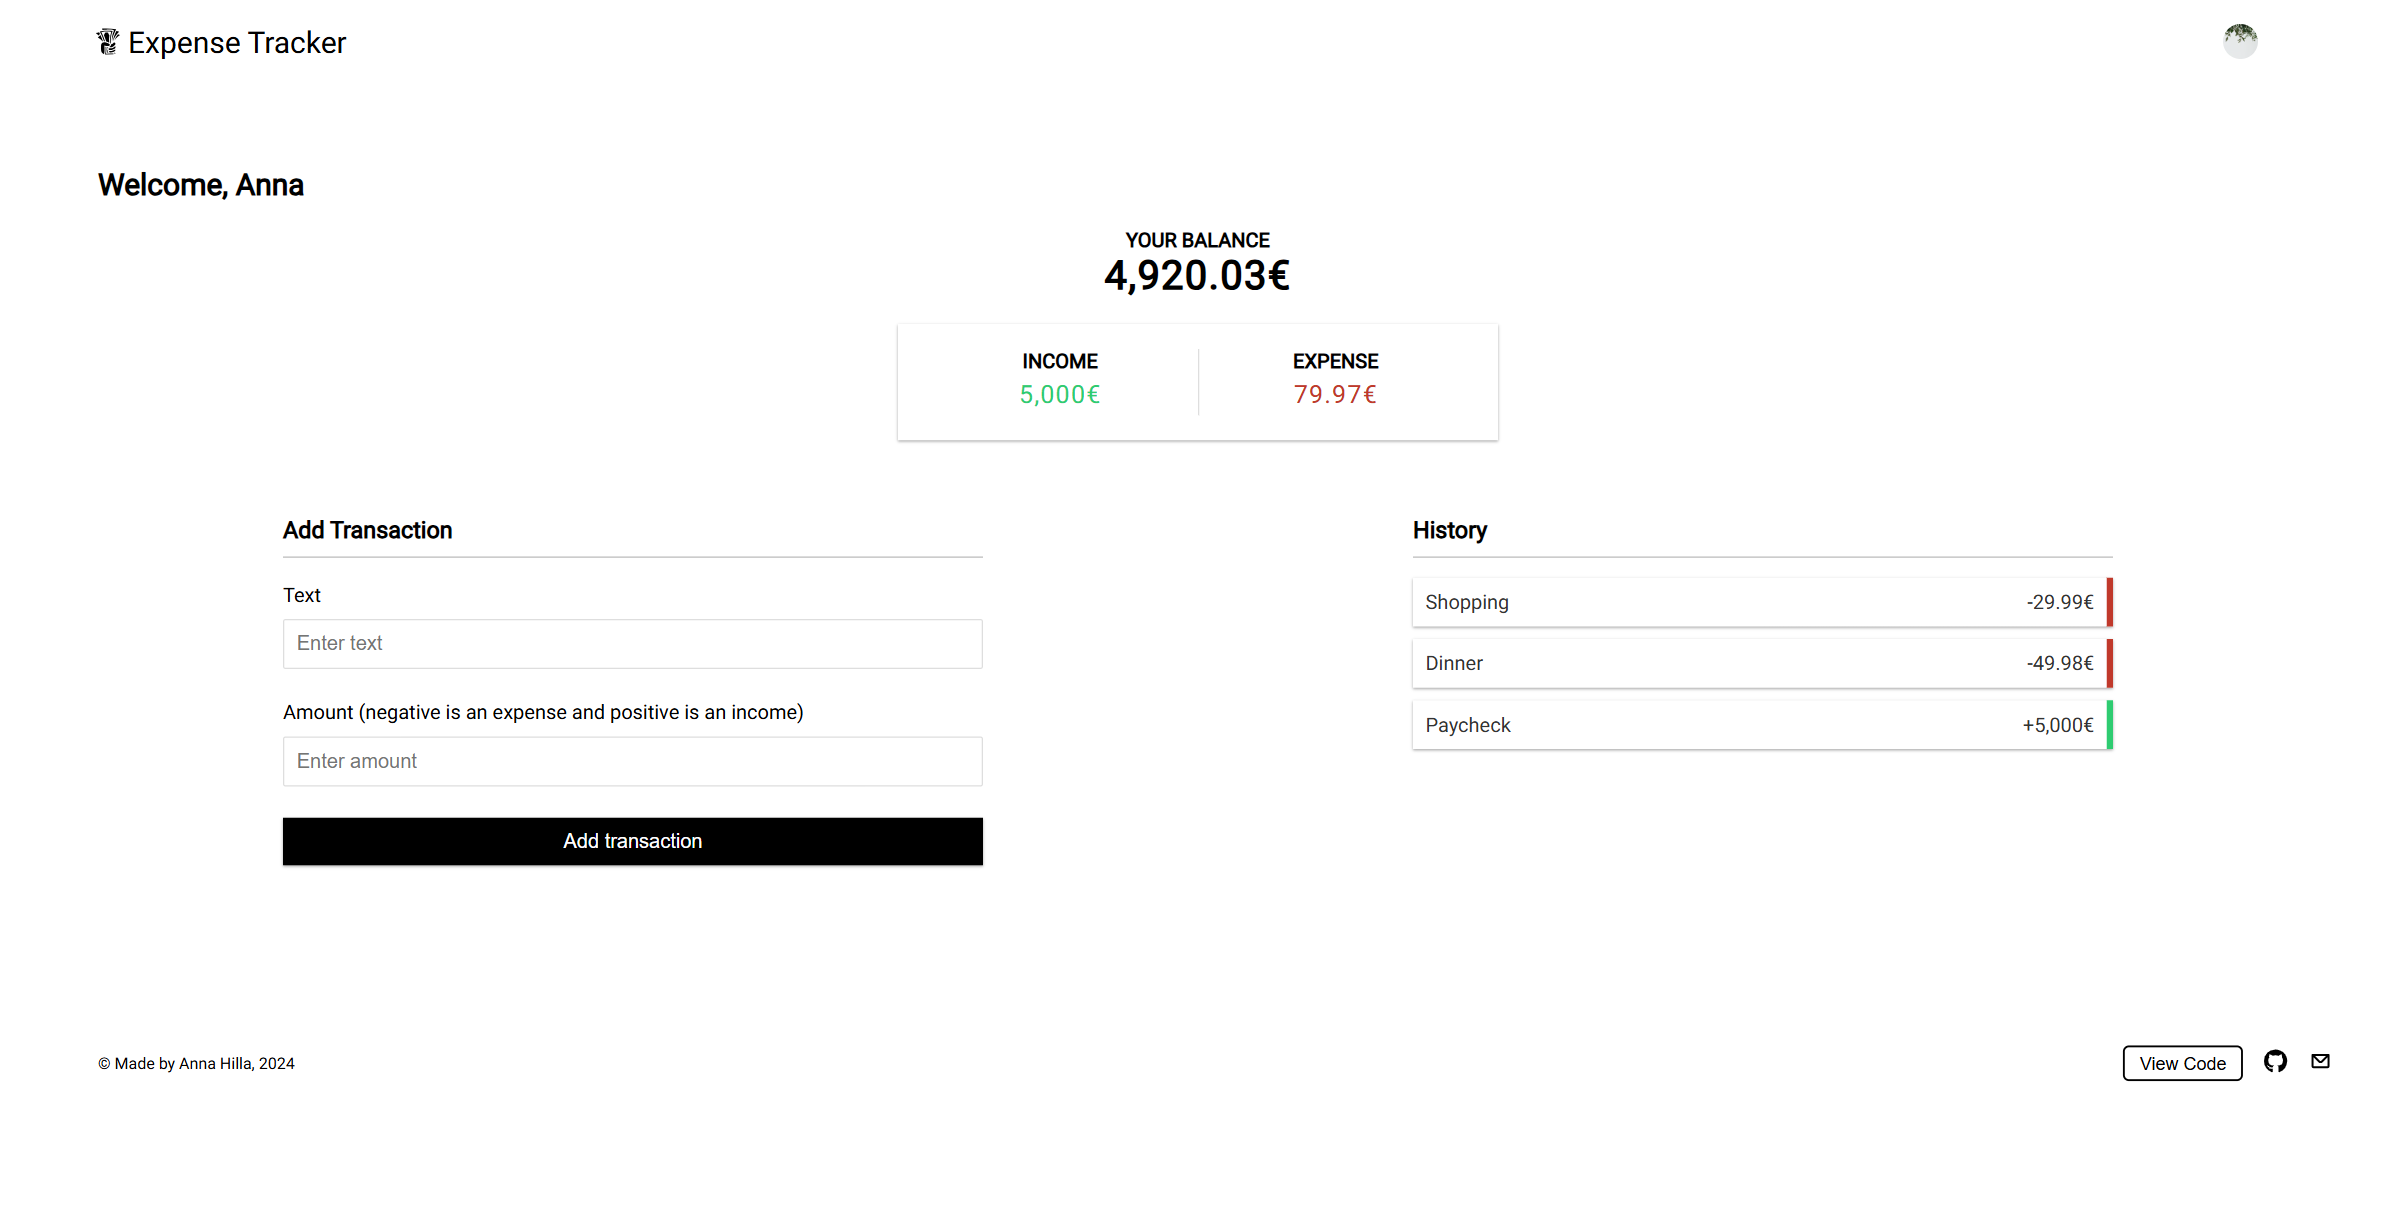 Expense Tracker
Welcome, Anna
YOUR BALANCE
4,920.03€
INCOME
5,000€
EXPENSE
79.97€
Add Transaction
Text
Enter text
Amount (negative is an expense and positive is an income)
Enter amount
Add transaction
History
Shopping -29.99€
Dinner -49.98€
Paycheck +5,000€
© Made by Anna Hilla, 2024
View Code